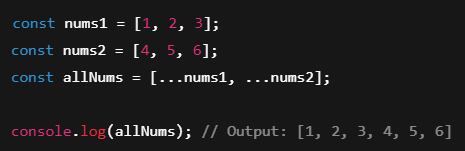 const nums1 = [1, 2, 3];
const nums2 = [4, 5, 6];
const allNums = [...nums1, ...nums2];
console.log(allNums); // Output: [1, 2, 3, 4, 5, 6]